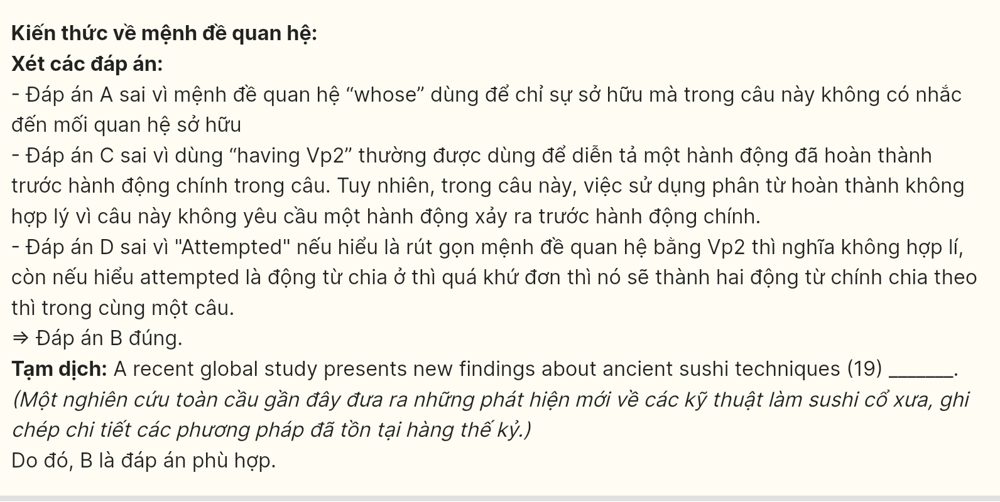 Kiến thức về mệnh đề quan hệ:
Xét các đáp án:
- Đáp án A sai vì mệnh đề quan hệ “whose” dùng để chỉ sự sở hữu mà trong câu này không có nhắc
đến mối quan hệ sở hữu
- Đáp án C sai vì dùng “having Vp2” thường được dùng để diễn tả một hành động đã hoàn thành
trước hành động chính trong câu. Tuy nhiên, trong câu này, việc sử dụng phân từ hoàn thành không
hợp lý vì câu này không yêu cầu một hành động xảy ra trước hành động chính.
- Đáp án D sai vì "Attempted" nếu hiểu là rút gọn mệnh đề quan hệ bằng Vp2 thì nghĩa không hợp lí,
còn nếu hiểu attempted là động từ chia ở thì quá khứ đơn thì nó sẽ thành hai động từ chính chia theo
thì trong cùng một câu.
⇒ Đáp án B đúng.
Tạm dịch: A recent global study presents new findings about ancient sushi techniques (19) _______.
(Một nghiên cứu toàn cầu gần đây đưa ra những phát hiện mới về các kỹ thuật làm sushi cổ xưa, ghi
chép chi tiết các phương pháp đã tồn tại hàng thế kỷ.)
Do đó, B là đáp án phù hợp.